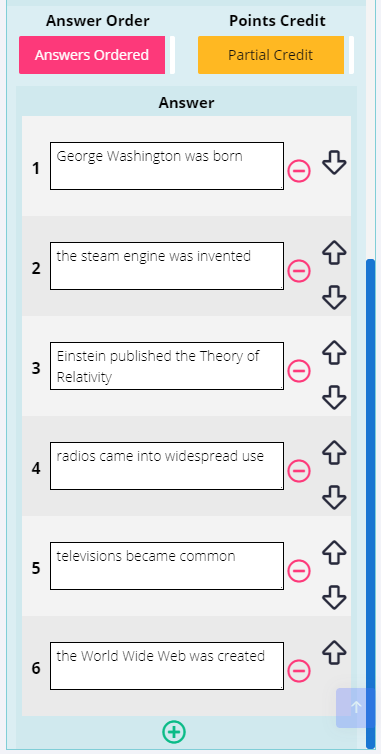 Answer Order
Points Credit
Answers Ordered
Partial Credit
Answer
1
George Washington was born
2
the steam engine was invented
3
Einstein published the Theory of
Relativity
4
radios came into widespread use
5
televisions became common
6
the World Wide Web was created